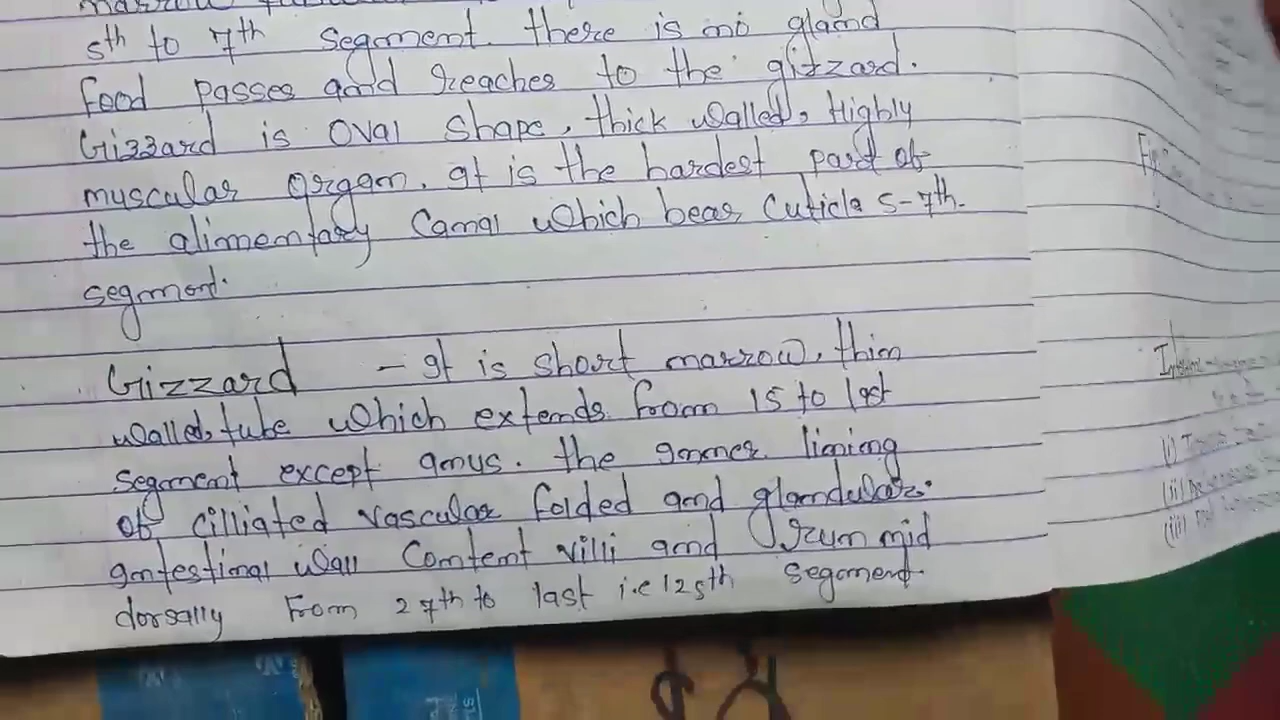 5th to 7th segment. there is no gland
food passes and reaches to the gizzard.
Gizzard is oval shape, thick walled, Highly
muscular organ. It is the hardest part of
the alimentary canal which bear cuticle 5-7th.
segment.
Gizzard - It is short narrow, thin
walled, tube which extends from 15 to last
segment except anus. the inner lining
of cilliated vascular folded and glandular.
intestinal wall content villi and run mid
dorsally from 27th to last i.e 125th segment.